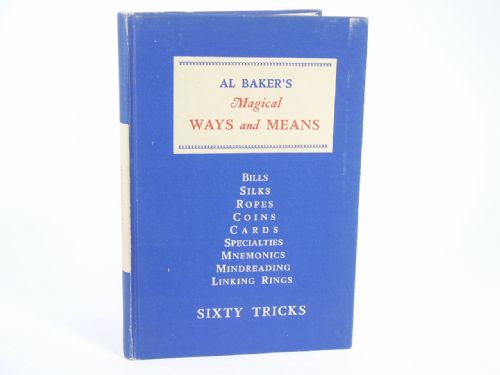 AL BAKER'S
Magical
WAYS and MEANS
BILLS
SILKS
ROPES
COINS
CARDS
SPECIALTIES
MNEMONICS
MINDREADING
LINKING RINGS
SIXTY TRICKS